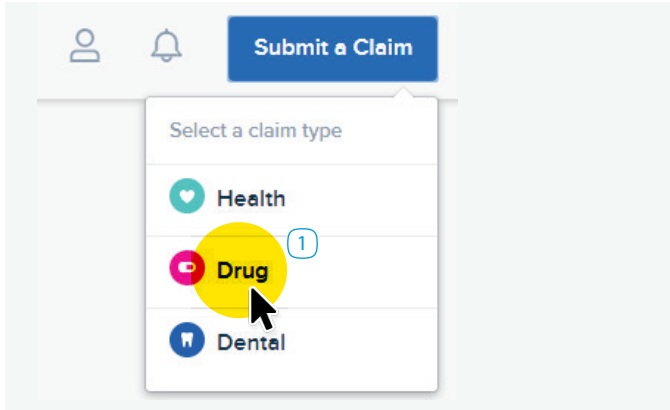 Submit a Claim
Select a claim type
Health
1
Drug
Dental